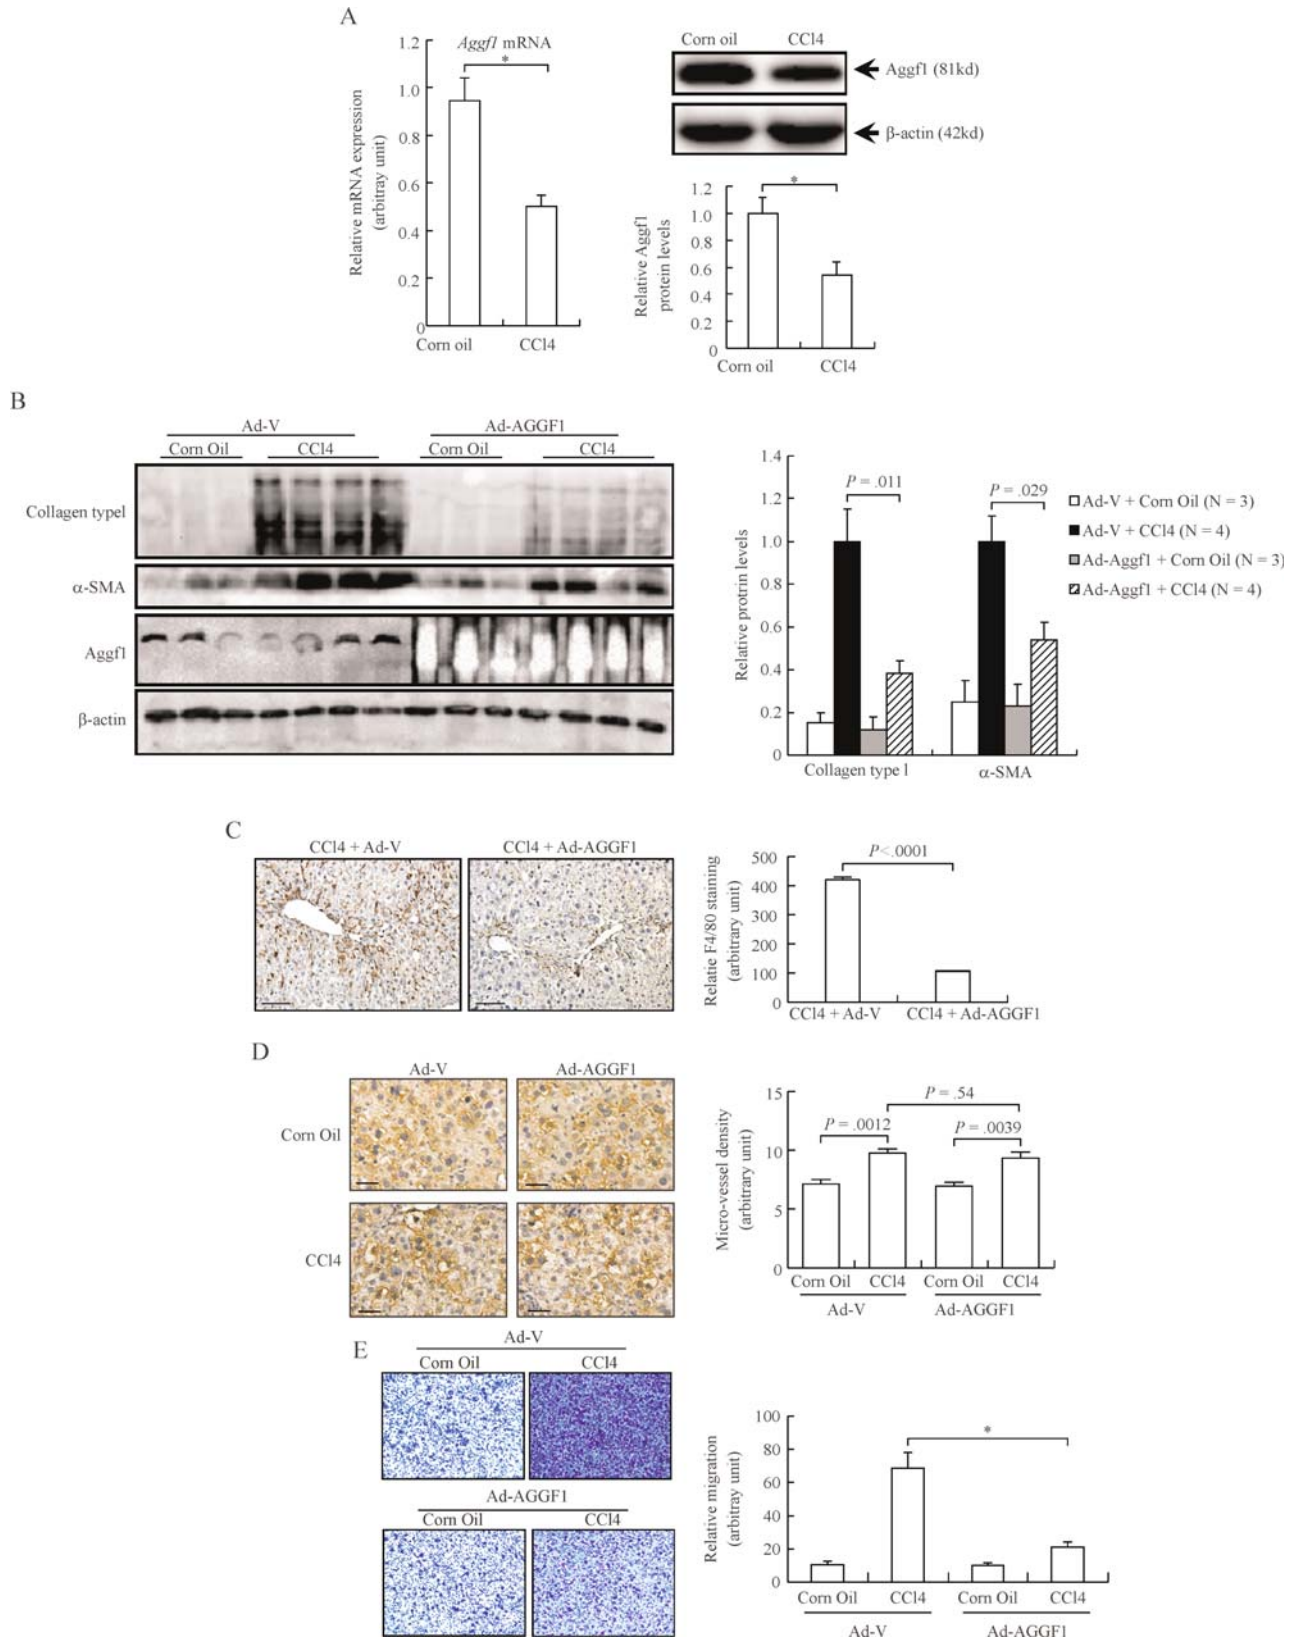 A
Aggf1 mRNA
*
1.2
1.0
0.8
0.6
0.4
0.2
0
Relative mRNA expression
(arbitray unit)
Corn oil CCl4
Corn oil CCl4
Aggf1 (81kd)
β-actin (42kd)
*
1.2
1.0
0.8
0.6
0.4
0.2
0
Relative Aggf1
protein levels
Corn oil CCl4
B
Ad-V Ad-AGGF1
Corn Oil CCl4 Corn Oil CCl4
Collagen typeI
α-SMA
Aggf1
β-actin
1.4
1.2
1.0
0.8
0.6
0.4
0.2
0
Relative protrin levels
P = .011
P = .029
Collagen type I α-SMA
Ad-V + Corn Oil (N = 3)
Ad-V + CCl4 (N = 4)
Ad-Aggf1 + Corn Oil (N = 3)
Ad-Aggf1 + CCl4 (N = 4)
C
CCl4 + Ad-V CCl4 + Ad-AGGF1
500
400
300
200
100
0
Relatie F4/80 staining
(arbitrary unit)
P<.0001
CCl4 + Ad-V CCl4 + Ad-AGGF1
D
Ad-V Ad-AGGF1
Corn Oil
CCl4
15
10
5
0
Micro-vessel density
(arbitrary unit)
P = .54
P = .0012
P = .0039
Corn Oil CCl4 Corn Oil CCl4
Ad-V Ad-AGGF1
E
Ad-V
Corn Oil CCl4
Ad-AGGF1
Corn Oil CCl4
100
80
60
40
20
0
Relative migration
(arbitray unit)
*
Corn Oil CCl4 Corn Oil CCl4
Ad-V Ad-AGGF1